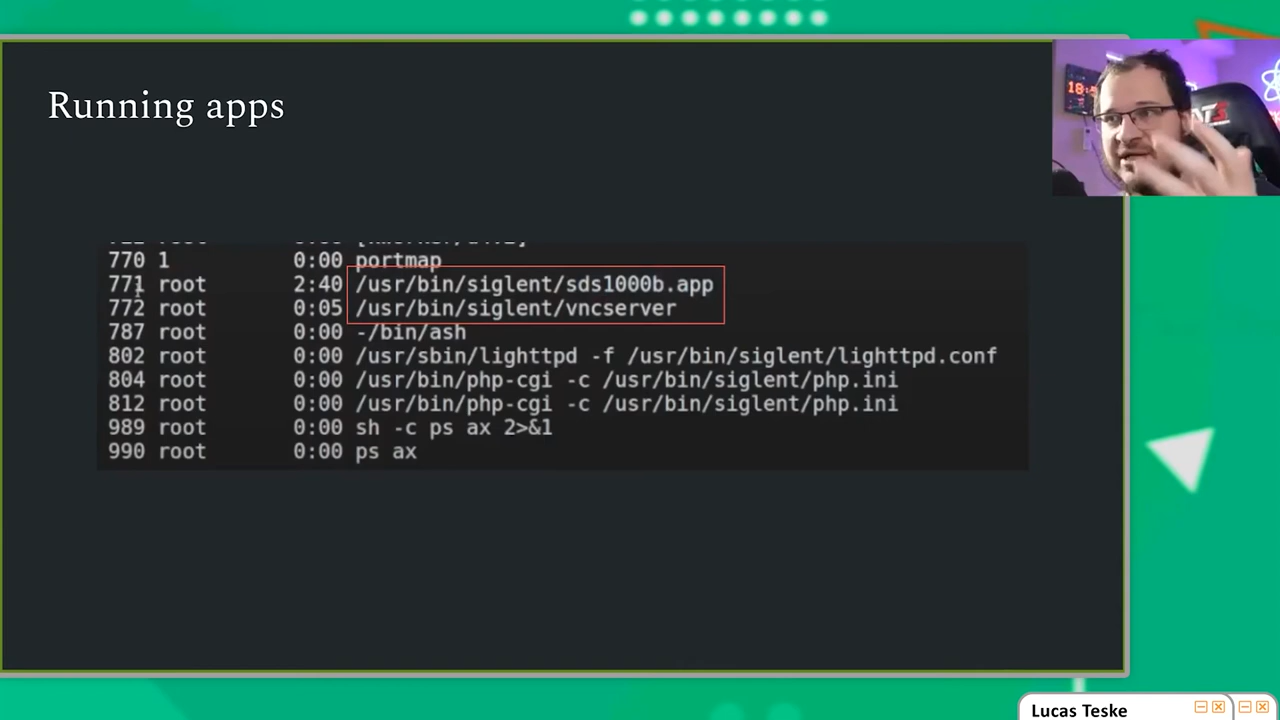 Running apps
770 1 0:00 portmap
771 root 2:40 /usr/bin/siglent/sds1000b.app
772 root 0:05 /usr/bin/siglent/vncserver
787 root 0:00 -/bin/ash
802 root 0:00 /usr/sbin/lighttpd -f /usr/bin/siglent/lighttpd.conf
804 root 0:00 /usr/bin/php-cgi -c /usr/bin/siglent/php.ini
812 root 0:00 /usr/bin/php-cgi -c /usr/bin/siglent/php.ini
989 root 0:00 sh -c ps ax 2>&1
990 root 0:00 ps ax
Lucas Teske